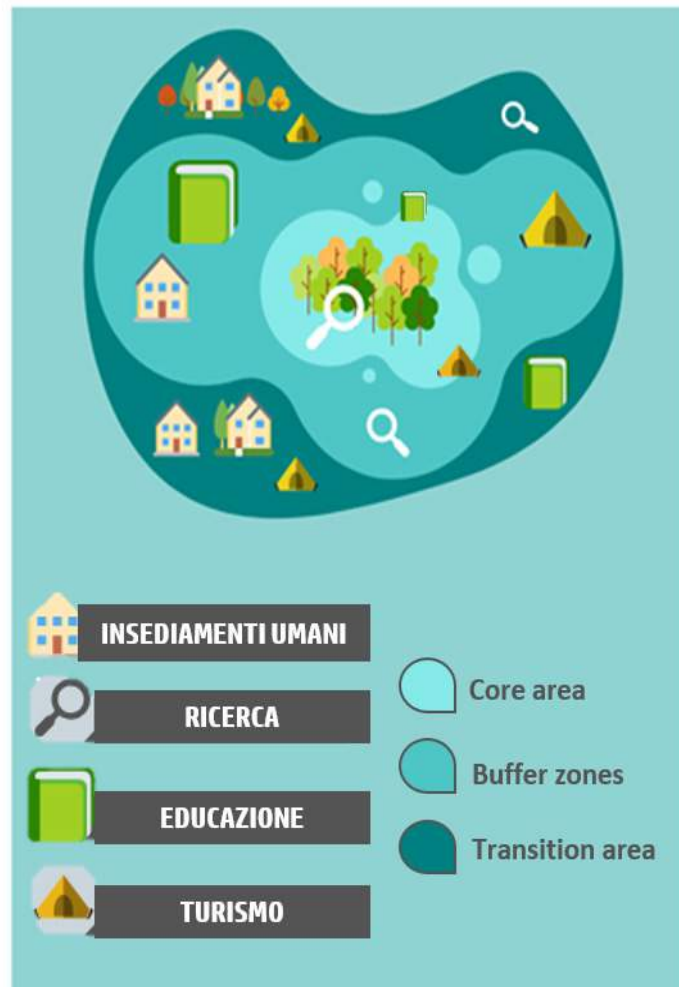 INSEDIAMENTI UMANI
RICERCA
EDUCAZIONE
TURISMO
Core area
Buffer zones
Transition area